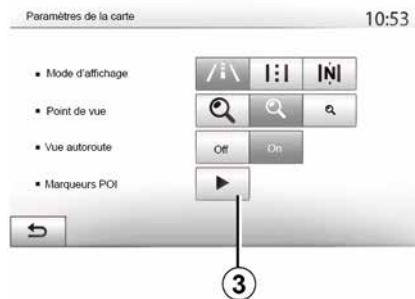 Paramètres de la carte 10:53
▪ Mode d'affichage |N|
▪ Point de vue
▪ Vue autoroute Off On
▪ Marqueurs POI
3